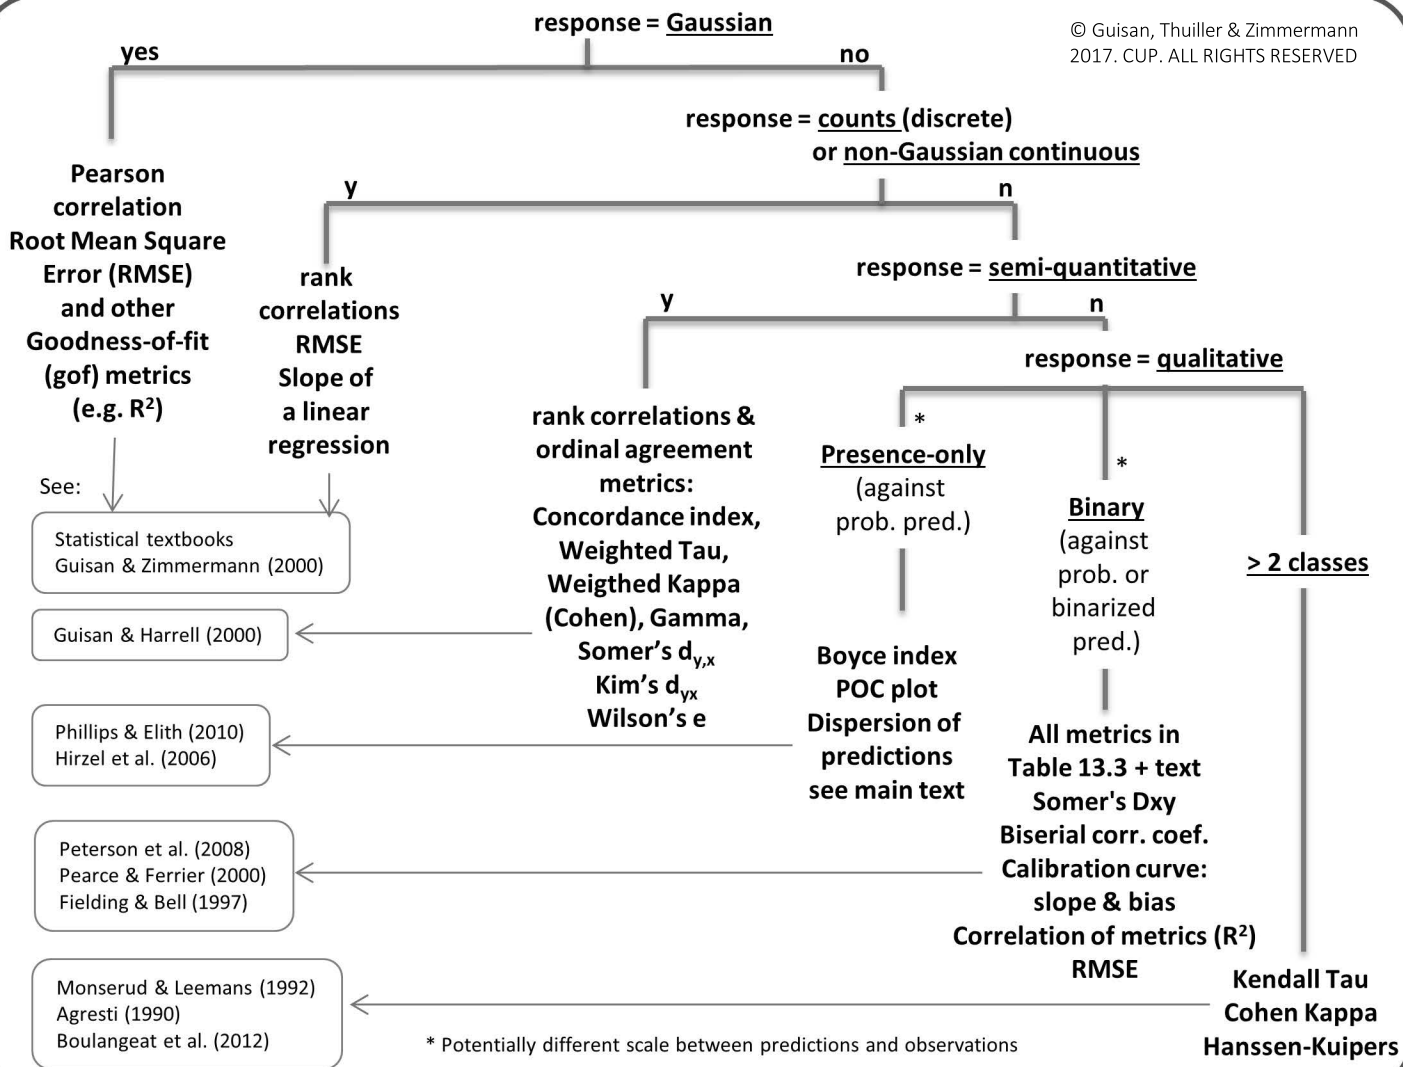 response = Gaussian
© Guisan, Thuiller & Zimmermann
2017. CUP. ALL RIGHTS RESERVED
yes
no
response = counts (discrete)
or non-Gaussian continuous
y
n
Pearson
correlation
Root Mean Square
Error (RMSE)
and other
Goodness-of-fit
(gof) metrics
(e.g. R²)
rank
correlations
RMSE
Slope of
a linear
regression
response = semi-quantitative
y
n
response = qualitative
rank correlations &
ordinal agreement
metrics:
Concordance index,
Weighted Tau,
Weigthed Kappa
(Cohen), Gamma,
Somer’s dy,x
Kim’s dyx
Wilson’s e
*
Presence-only
(against
prob. pred.)
Boyce index
POC plot
Dispersion of
predictions
see main text
*
Binary
(against
prob. or
binarized
pred.)
All metrics in
Table 13.3 + text
Somer's Dxy
Biserial corr. coef.
Calibration curve:
slope & bias
Correlation of metrics (R²)
RMSE
> 2 classes
Kendall Tau
Cohen Kappa
Hanssen-Kuipers
See:
Statistical textbooks
Guisan & Zimmermann (2000)
Guisan & Harrell (2000)
Phillips & Elith (2010)
Hirzel et al. (2006)
Peterson et al. (2008)
Pearce & Ferrier (2000)
Fielding & Bell (1997)
Monserud & Leemans (1992)
Agresti (1990)
Boulangeat et al. (2012)
* Potentially different scale between predictions and observations